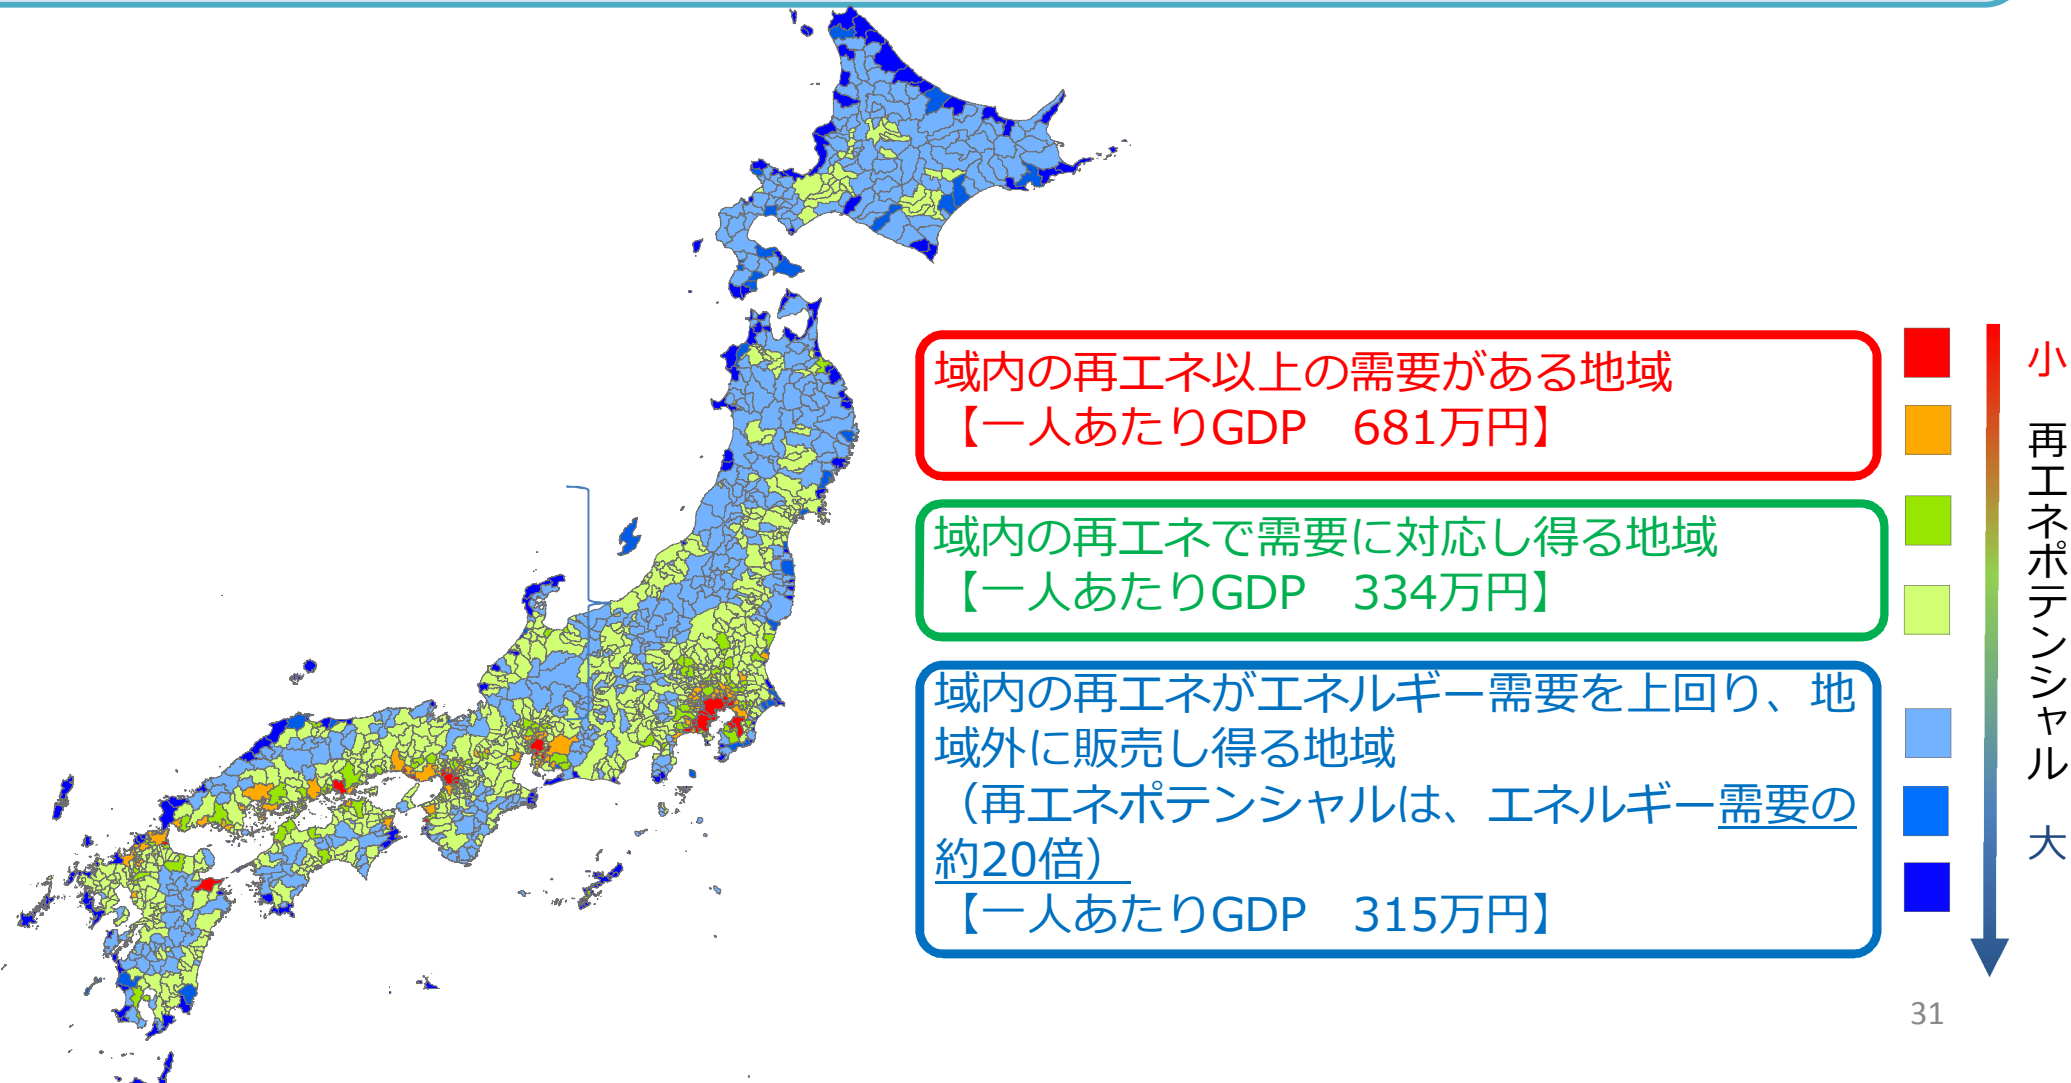 域内の再エネ以上の需要がある地域
【一人あたりGDP　681万円】
域内の再エネで需要に対応し得る地域
【一人あたりGDP　334万円】
域内の再エネがエネルギー需要を上回り、地
域外に販売し得る地域
（再エネポテンシャルは、エネルギー需要の
約20倍）
【一人あたりGDP　315万円】
小
再エネポテンシャル
大
31